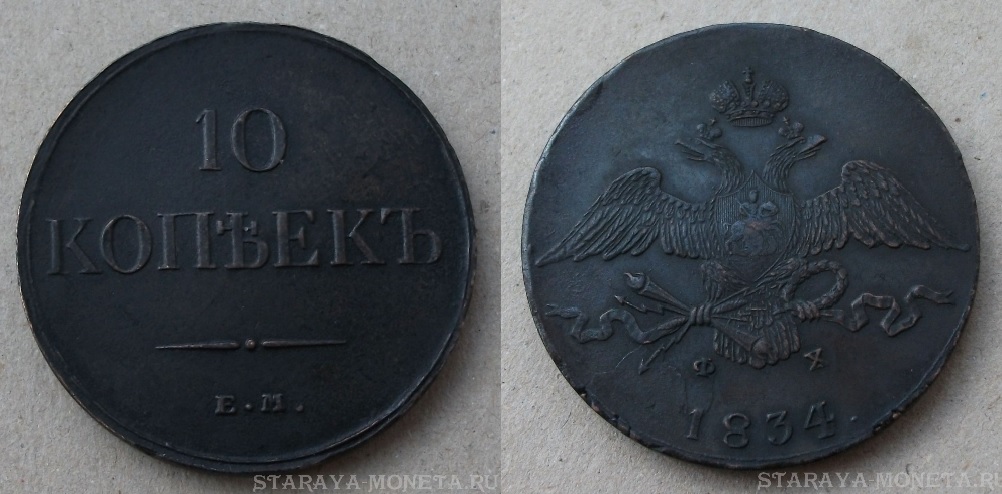 10
КОПѢЕКЪ
Е.М.
Ф Х
1834.
STARAYA-MONETA.RU
STARAYA-MONETA.RU